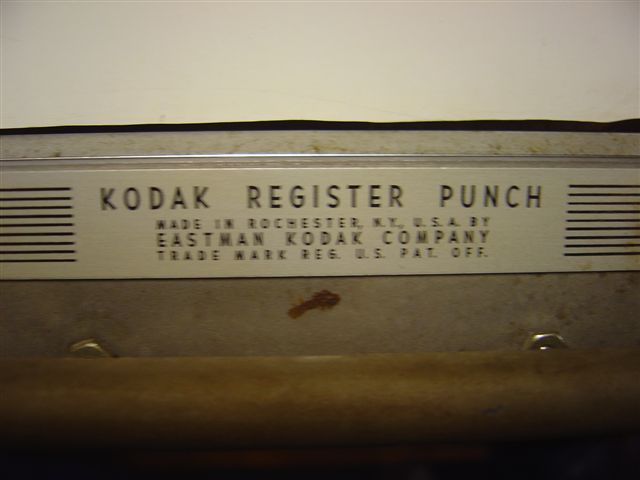 KODAK REGISTER PUNCH
MADE IN ROCHESTER, N.Y., U.S.A. BY
EASTMAN KODAK COMPANY
TRADE MARK REG. U.S. PAT. OFF.